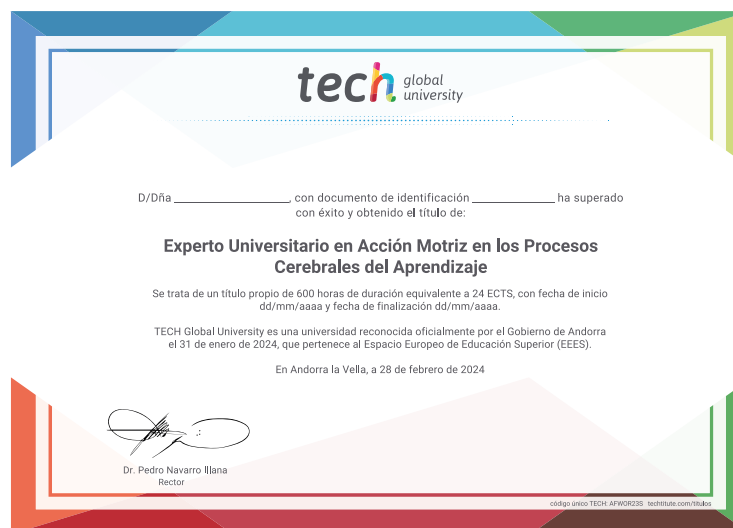 tech global
university
D/Dña ____________________, con documento de identificación ______________ ha superado
con éxito y obtenido el título de:
Experto Universitario en Acción Motriz en los Procesos
Cerebrales del Aprendizaje
Se trata de un título propio de 600 horas de duración equivalente a 24 ECTS, con fecha de inicio
dd/mm/aaaa y fecha de finalización dd/mm/aaaa.
TECH Global University es una universidad reconocida oficialmente por el Gobierno de Andorra
el 31 de enero de 2024, que pertenece al Espacio Europeo de Educación Superior (EEES).
En Andorra la Vella, a 28 de febrero de 2024
Dr. Pedro Navarro Illana
Rector
código único TECH: AFWOR23S techtitute.com/titulos